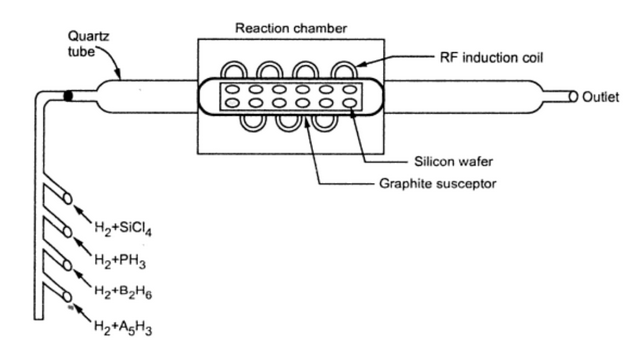 Reaction chamber
Quartz
tube
RF induction coil
Outlet
Silicon wafer
Graphite susceptor
H₂+SiCl₄
H₂+PH₃
H₂+B₂H₆
H₂+A₅H₃